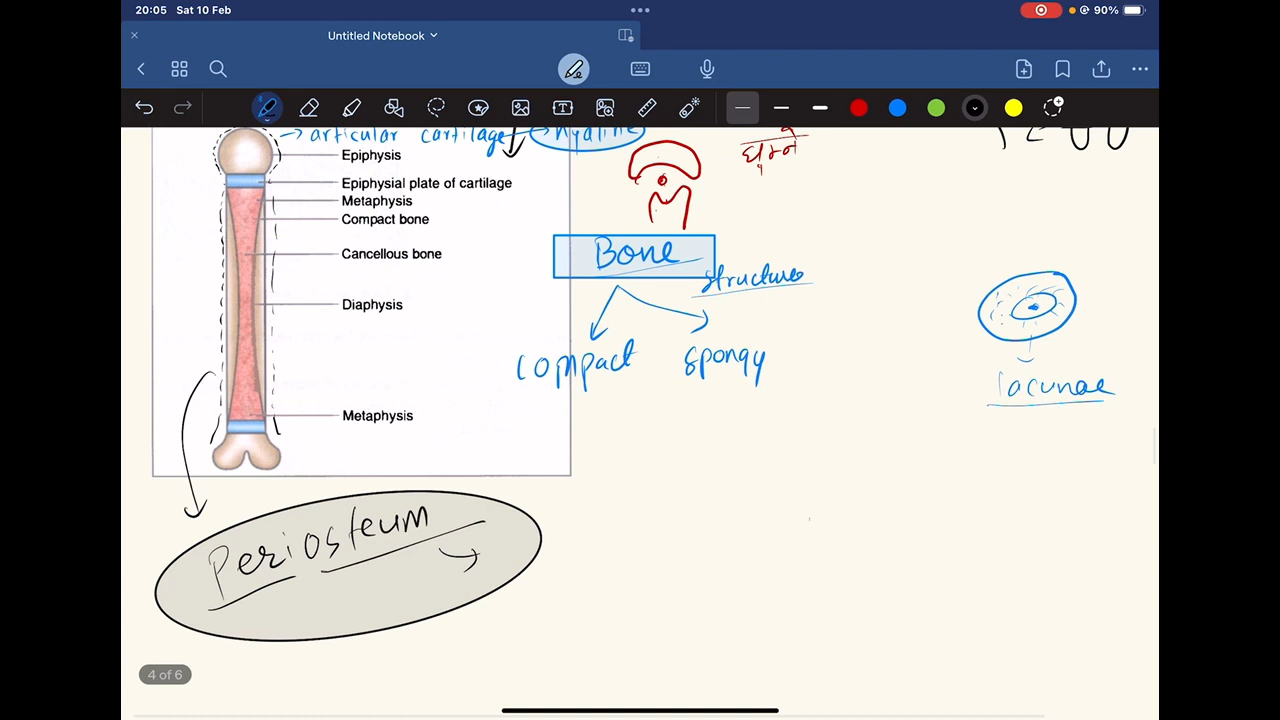 20:05 Sat 10 Feb
90%
Untitled Notebook
→ articular cartilage → hyaline
Epiphysis
Epiphysial plate of cartilage
Metaphysis
Compact bone
Cancellous bone
Diaphysis
Metaphysis
Bone
structure
compact
spongy
lacunae
Periosteum
4 of 6